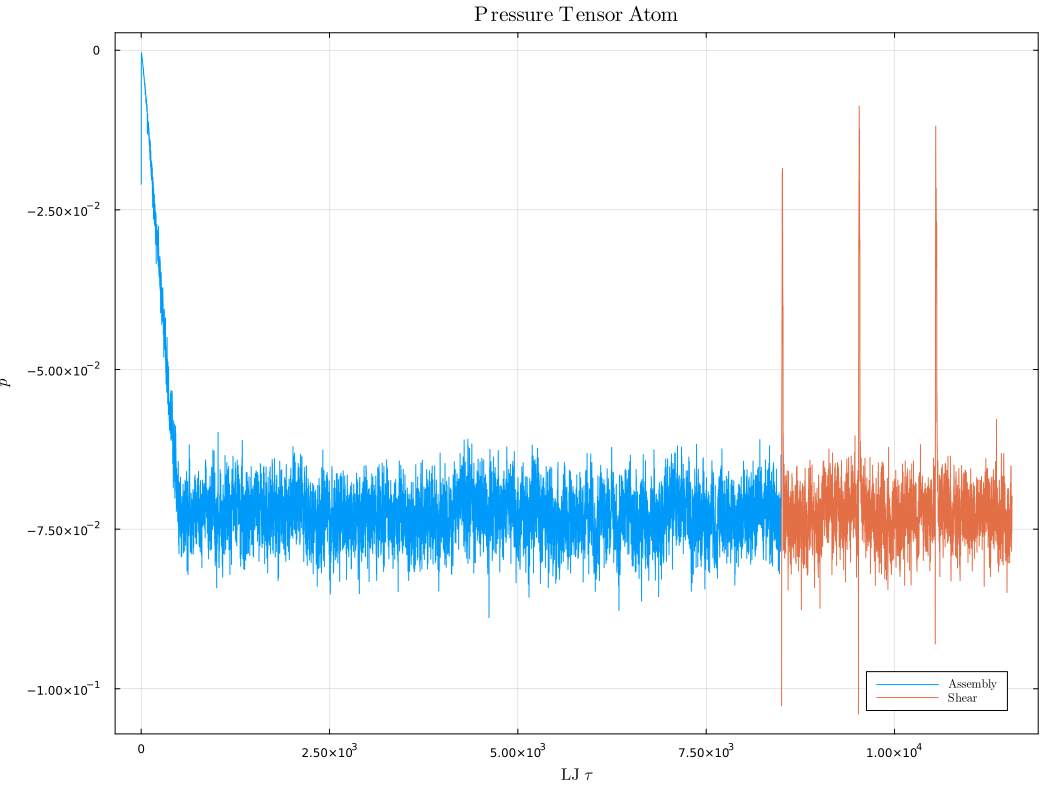 Pressure Tensor Atom
0
−2.50×10⁻²
−5.00×10⁻²
−7.50×10⁻²
−1.00×10⁻¹
p
0
2.50×10³
5.00×10³
7.50×10³
1.00×10⁴
LJ τ
Assembly
Shear